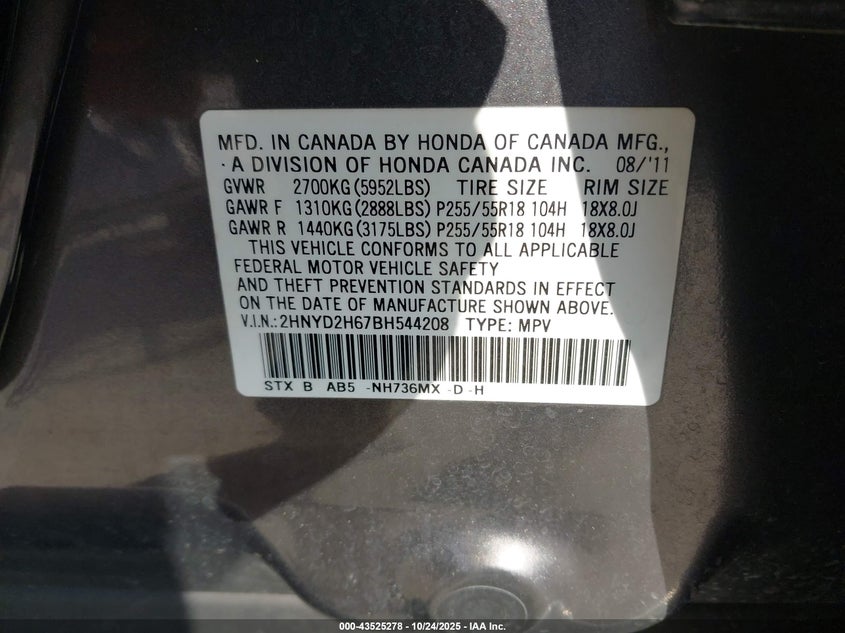 MFD. IN CANADA BY HONDA OF CANADA MFG.,
· A DIVISION OF HONDA CANADA INC. 08/'11
GVWR 2700KG(5952LBS) TIRE SIZE RIM SIZE
GAWR F 1310KG(2888LBS) P255/55R18 104H 18X8.0J
GAWR R 1440KG(3175LBS) P255/55R18 104H 18X8.0J
THIS VEHICLE CONFORMS TO ALL APPLICABLE
FEDERAL MOTOR VEHICLE SAFETY
AND THEFT PREVENTION STANDARDS IN EFFECT
ON THE DATE OF MANUFACTURE SHOWN ABOVE.
V.I.N.:2HNYD2H67BH544208 TYPE: MPV
STX B AB5 -NH736MX -D -H
000-43525278 - 10/24/2025 - IAA Inc.